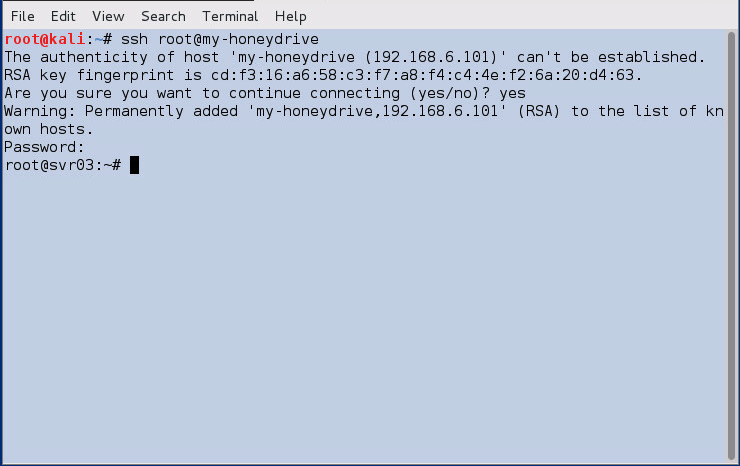 File Edit View Search Terminal Help
root@kali:~# ssh root@my-honeydrive
The authenticity of host 'my-honeydrive (192.168.6.101)' can't be established.
RSA key fingerprint is cd:f3:16:a6:58:c3:f7:a8:f4:c4:4e:f2:6a:20:d4:63.
Are you sure you want to continue connecting (yes/no)? yes
Warning: Permanently added 'my-honeydrive,192.168.6.101' (RSA) to the list of kn
own hosts.
Password:
root@svr03:~#